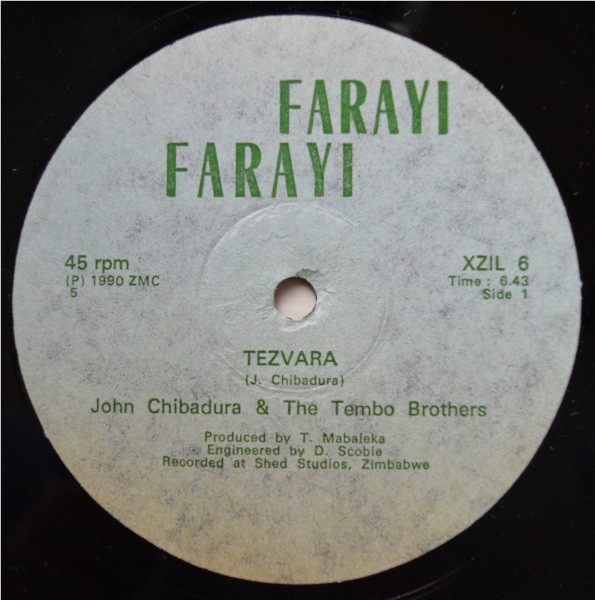 FARAYI
FARAYI
45 rpm
(P) 1990 ZMC
5
XZIL 6
Time : 6.43
Side 1
TEZVARA
(J. Chibadura)
John Chibadura & The Tembo Brothers
Produced by T. Mabaleka
Engineered by D. Scobie
Recorded at Shed Studios, Zimbabwe